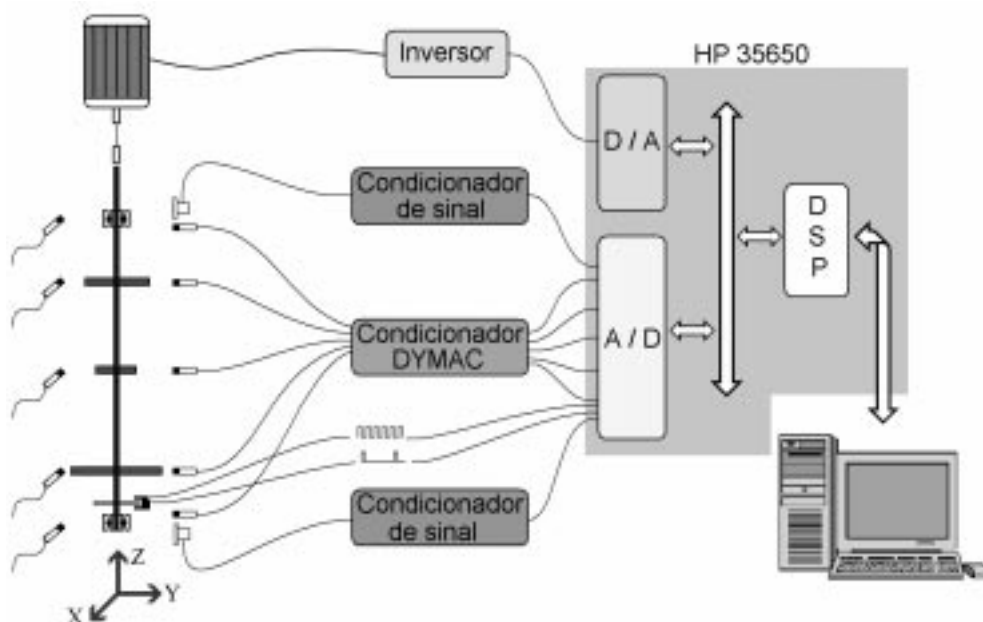 Inversor
HP 35650
D / A
Condicionador
de sinal
D
S
P
Condicionador
DYMAC
A / D
Condicionador
de sinal
Z
Y
X